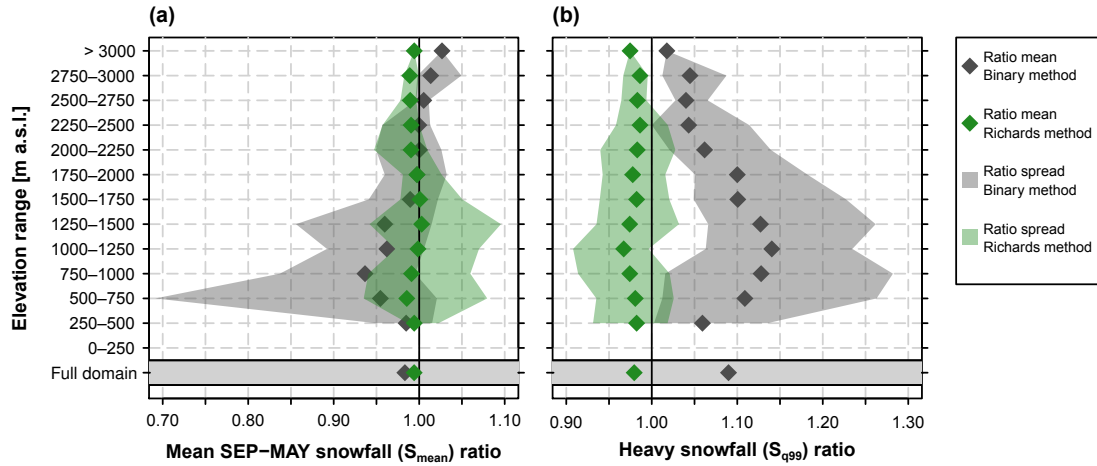 (a)
(b)
Elevation range [m a.s.l.]
> 3000
2750–3000
2500–2750
2250–2500
2000–2250
1750–2000
1500–1750
1250–1500
1000–1250
750–1000
500–750
250–500
0–250
Full domain
0.70 0.80 0.90 1.00 1.10
Mean SEP−MAY snowfall (Smean) ratio
0.90 1.00 1.10 1.20 1.30
Heavy snowfall (Sq99) ratio
Ratio mean
Binary method
Ratio mean
Richards method
Ratio spread
Binary method
Ratio spread
Richards method